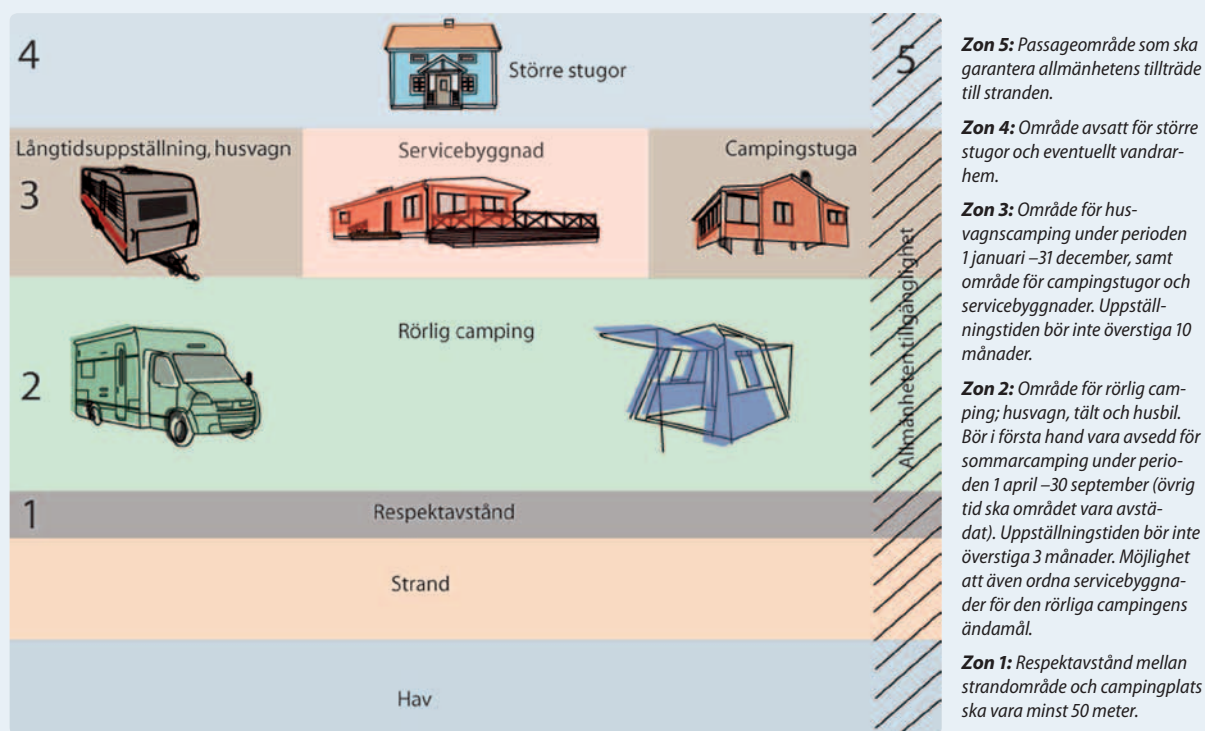 4
Större stugor
5
Långtidsuppställning, husvagn
Servicebyggnad
Campingstuga
3
Allmänheten tillgänglighet
Rörlig camping
2
1
Respektavstånd
Strand
Hav
Zon 5: Passageområde som ska
garantera allmänhetens tillträde
till stranden.
Zon 4: Område avsatt för större
stugor och eventuellt vandrar-
hem.
Zon 3: Område för hus-
vagnscamping under perioden
1 januari –31 december, samt
område för campingstugor och
servicebyggnader. Uppställ-
ningstiden bör inte överstiga 10
månader.
Zon 2: Område för rörlig cam-
ping; husvagn, tält och husbil.
Bör i första hand vara avsedd för
sommarcamping under perio-
den 1 april –30 september (övrig
tid ska området vara avstä-
dat). Uppställningstiden bör inte
överstiga 3 månader. Möjlighet
att även ordna servicebyggna-
der för den rörliga campingens
ändamål.
Zon 1: Respektavstånd mellan
strandområde och campingplats
ska vara minst 50 meter.